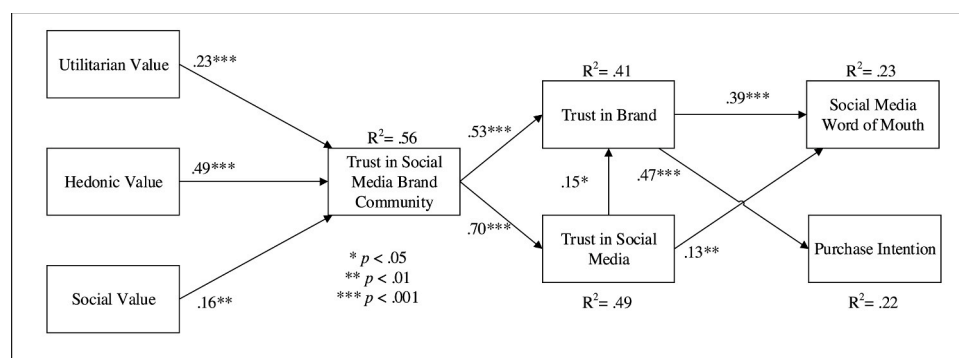 Utilitarian Value
.23***
Hedonic Value
.49***
Social Value
.16**
R²= .56
Trust in Social
Media Brand
Community
* p < .05
** p < .01
*** p < .001
.53***
.70***
R²= .41
Trust in Brand
.15*
Trust in Social
Media
R²= .49
.39***
.47***
.13**
R²= .23
Social Media
Word of Mouth
Purchase Intention
R²= .22